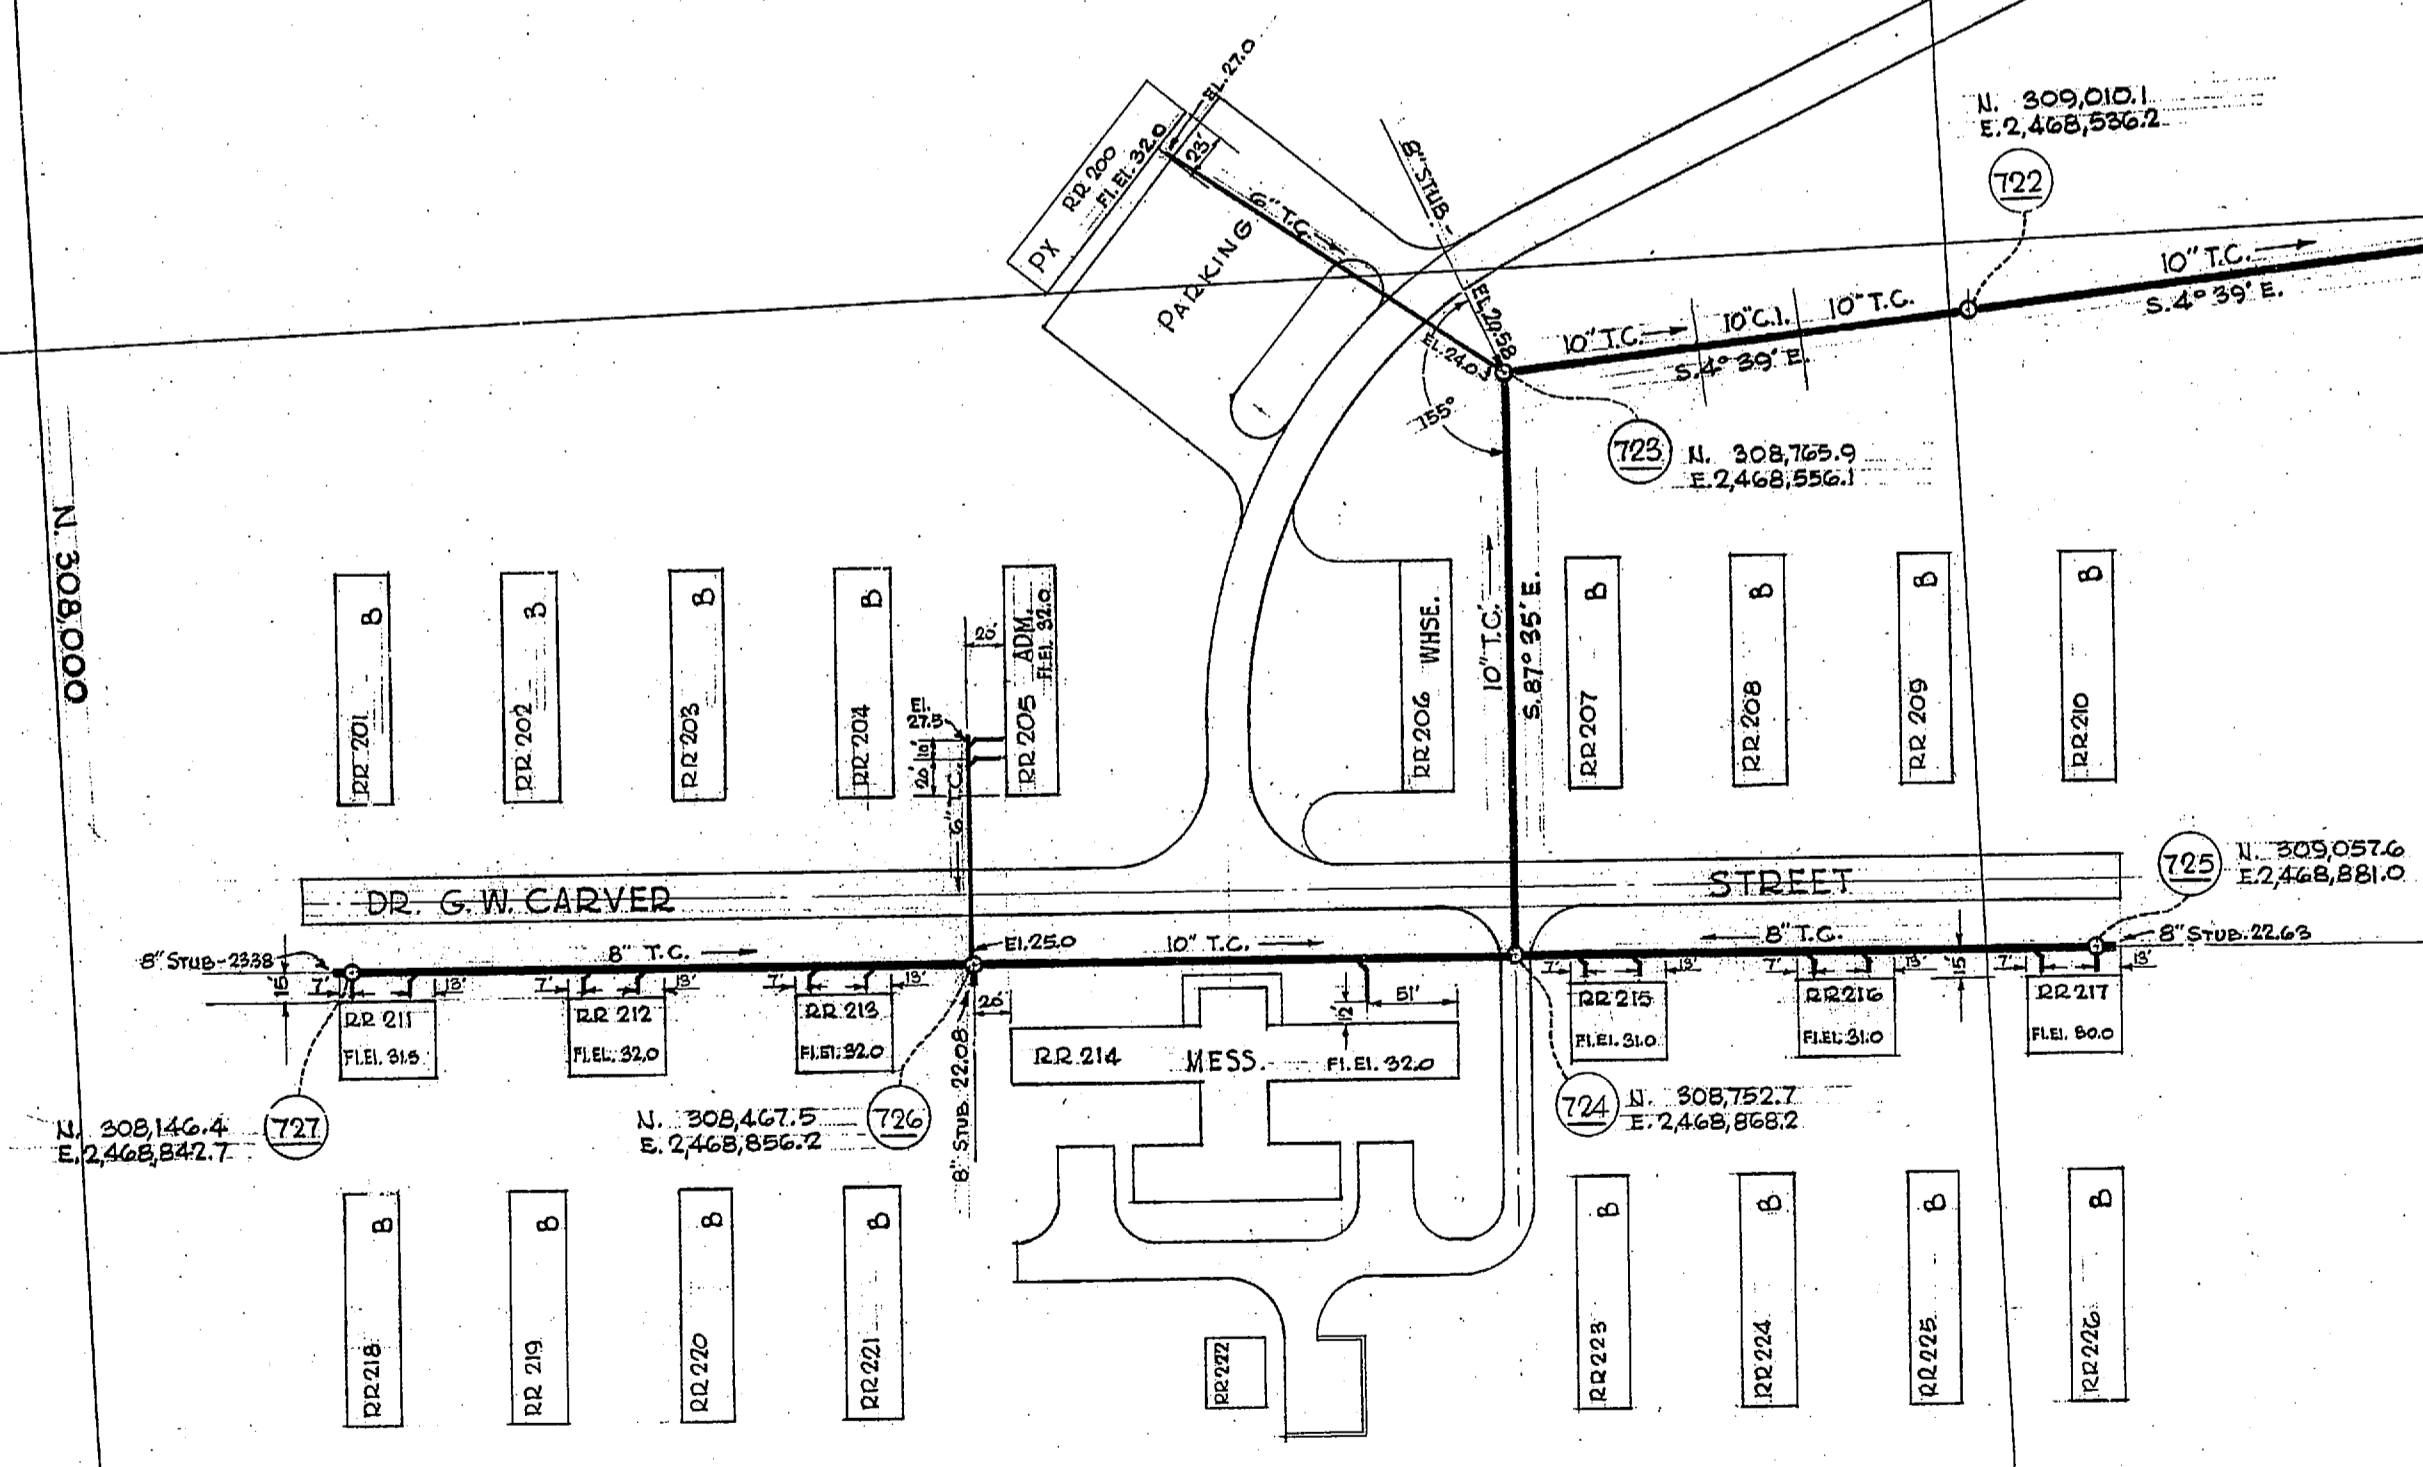 EL. 27.0
RR 200
Fl. El. 32.0
PX
23'
PARKING
6" T.C.
8" STUB -
EL. 20.58
EL. 24.03
155°
N. 309,010.1
E. 2,468,536.2
722
10" T.C.
S. 4° 39' E.
10" T.C.
10" C.I.
10" T.C.
S. 4° 39' E.
723
N. 308,765.9
E. 2,468,556.1
N. 308,000
RR 201 B
RR 202 B
RR 203 B
RR 204 B
RR 205 ADM.
Fl. El. 32.0
20'
El.
27.5
10'
20'
6" T.C.
RR 206 WHSE.
10" T.C.
S. 87° 35' E.
RR 207 B
RR 208 B
RR 209 B
RR 210 B
DR. G. W. CARVER STREET
725
N. 309,057.6
E. 2,468,881.0
8" STUB - 23.38
8" T.C.
El. 25.0
10" T.C.
8" T.C.
8" STUB. 22.63
15'
7'
13'
7'
13'
7'
13'
20'
12'
51'
7'
13'
7'
13'
15'
7'
13'
RR 211
Fl. El. 31.5
RR 212
Fl. El. 32.0
RR 213
Fl. El. 32.0
RR 214 MESS. Fl. El. 32.0
RR 215
Fl. El. 31.0
RR 216
Fl. El. 31.0
RR 217
Fl. El. 30.0
8" STUB. 22.08
N. 308,146.4
E. 2,468,842.7
727
N. 308,467.5
E. 2,468,856.2
726
724
N. 308,752.7
E. 2,468,868.2
RR 218 B
RR 219 B
RR 220 B
RR 221 B
RR 222
RR 223 B
RR 224 B
RR 225 B
RR 226 B